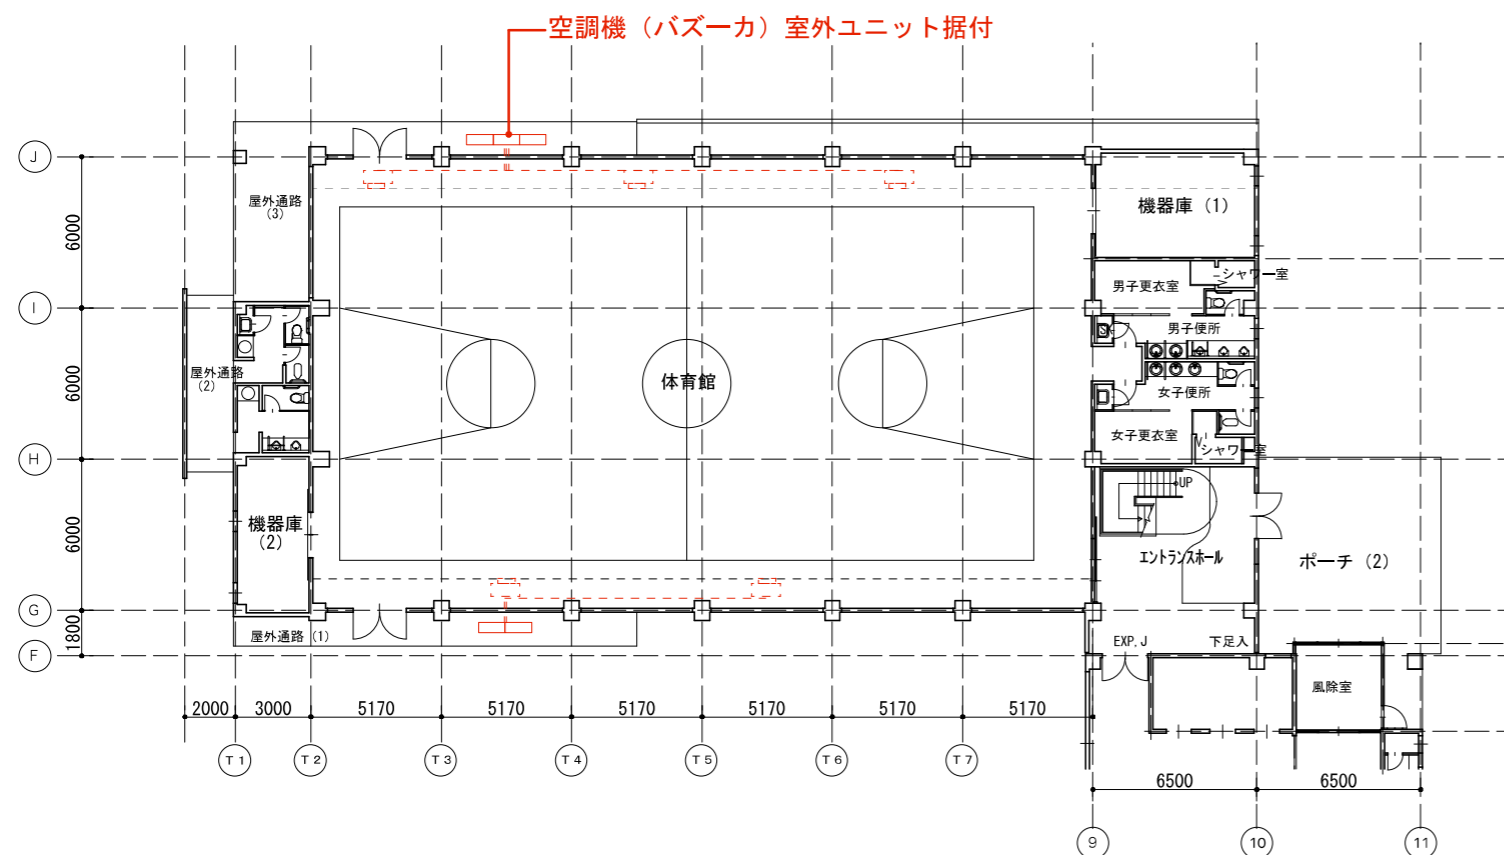 空調機（バズーカ）室外ユニット据付
J
I
H
G
F
6000
6000
6000
1800
屋外通路
(3)
屋外通路
(2)
機器庫
(2)
屋外通路 (1)
体育館
機器庫 (1)
男子更衣室
シャワー室
男子便所
女子便所
女子更衣室
シャワー室
UP
エントランスホール
ポーチ (2)
EXP,J
下足入
風除室
2000
3000
5170
5170
5170
5170
5170
5170
T1
T2
T3
T4
T5
T6
T7
6500
6500
9
10
11